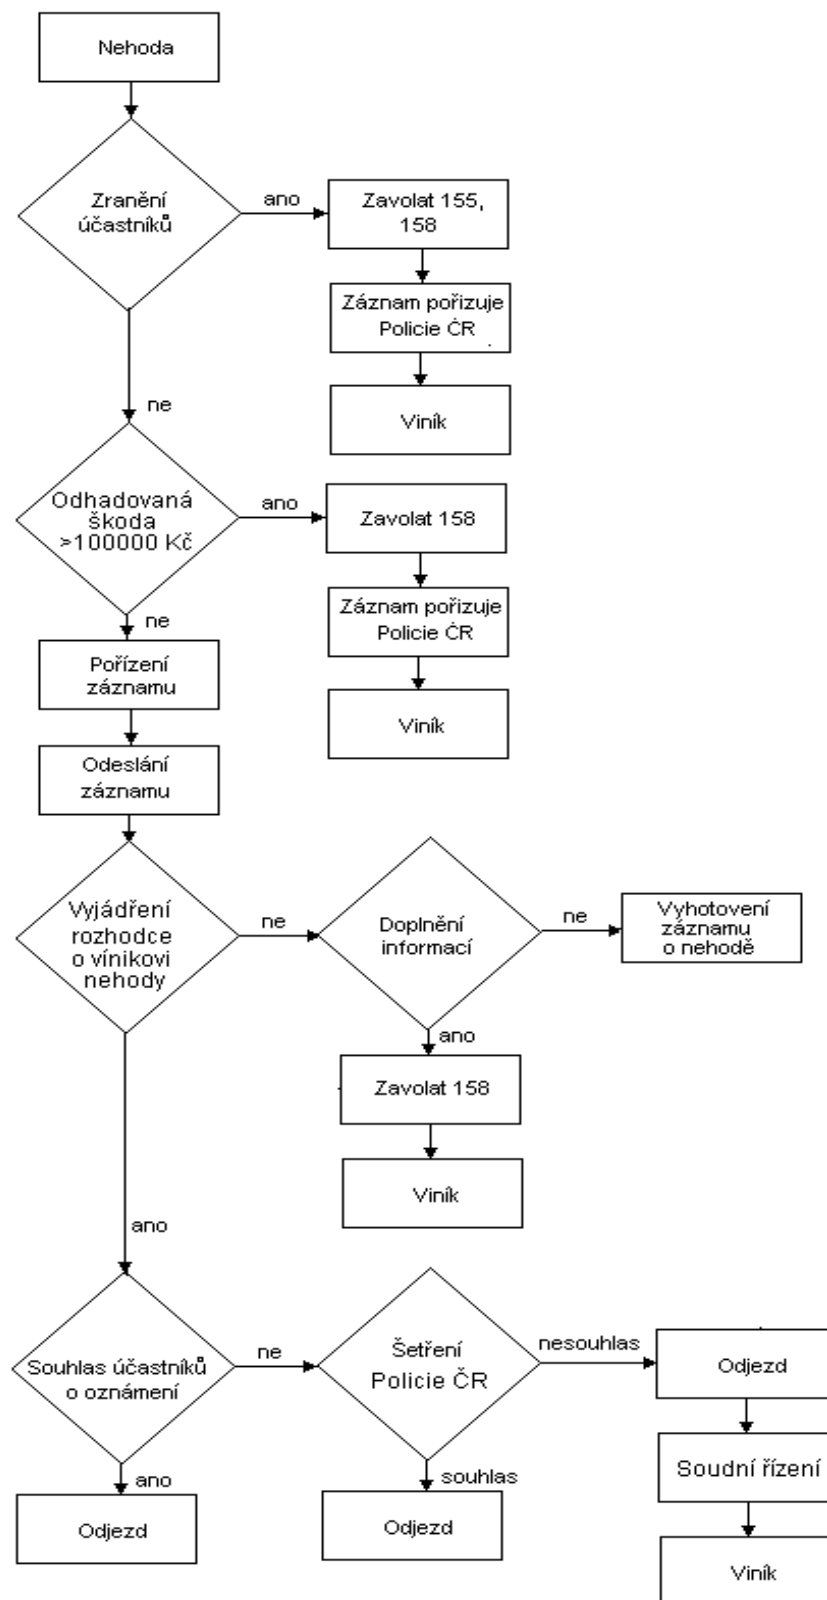 Nehoda
Zranění
účastníků
ano
Zavolat 155,
158
Záznam pořizuje
Policie ČR
Viník
ne
Odhadovaná
škoda
>100000 Kč
ano
Zavolat 158
Záznam pořizuje
Policie ČR
Viník
ne
Pořízení
záznamu
Odeslání
záznamu
Vyjádření
rozhodce
o vínikovi
nehody
ne
Doplnění
informací
ne
Vyhotovení
záznamu
o nehodě
ano
Zavolat 158
Viník
ano
Souhlas účastníků
o oznámení
ne
Šetření
Policie ČR
nesouhlas
Odjezd
Soudní řízení
Viník
ano
Odjezd
souhlas
Odjezd